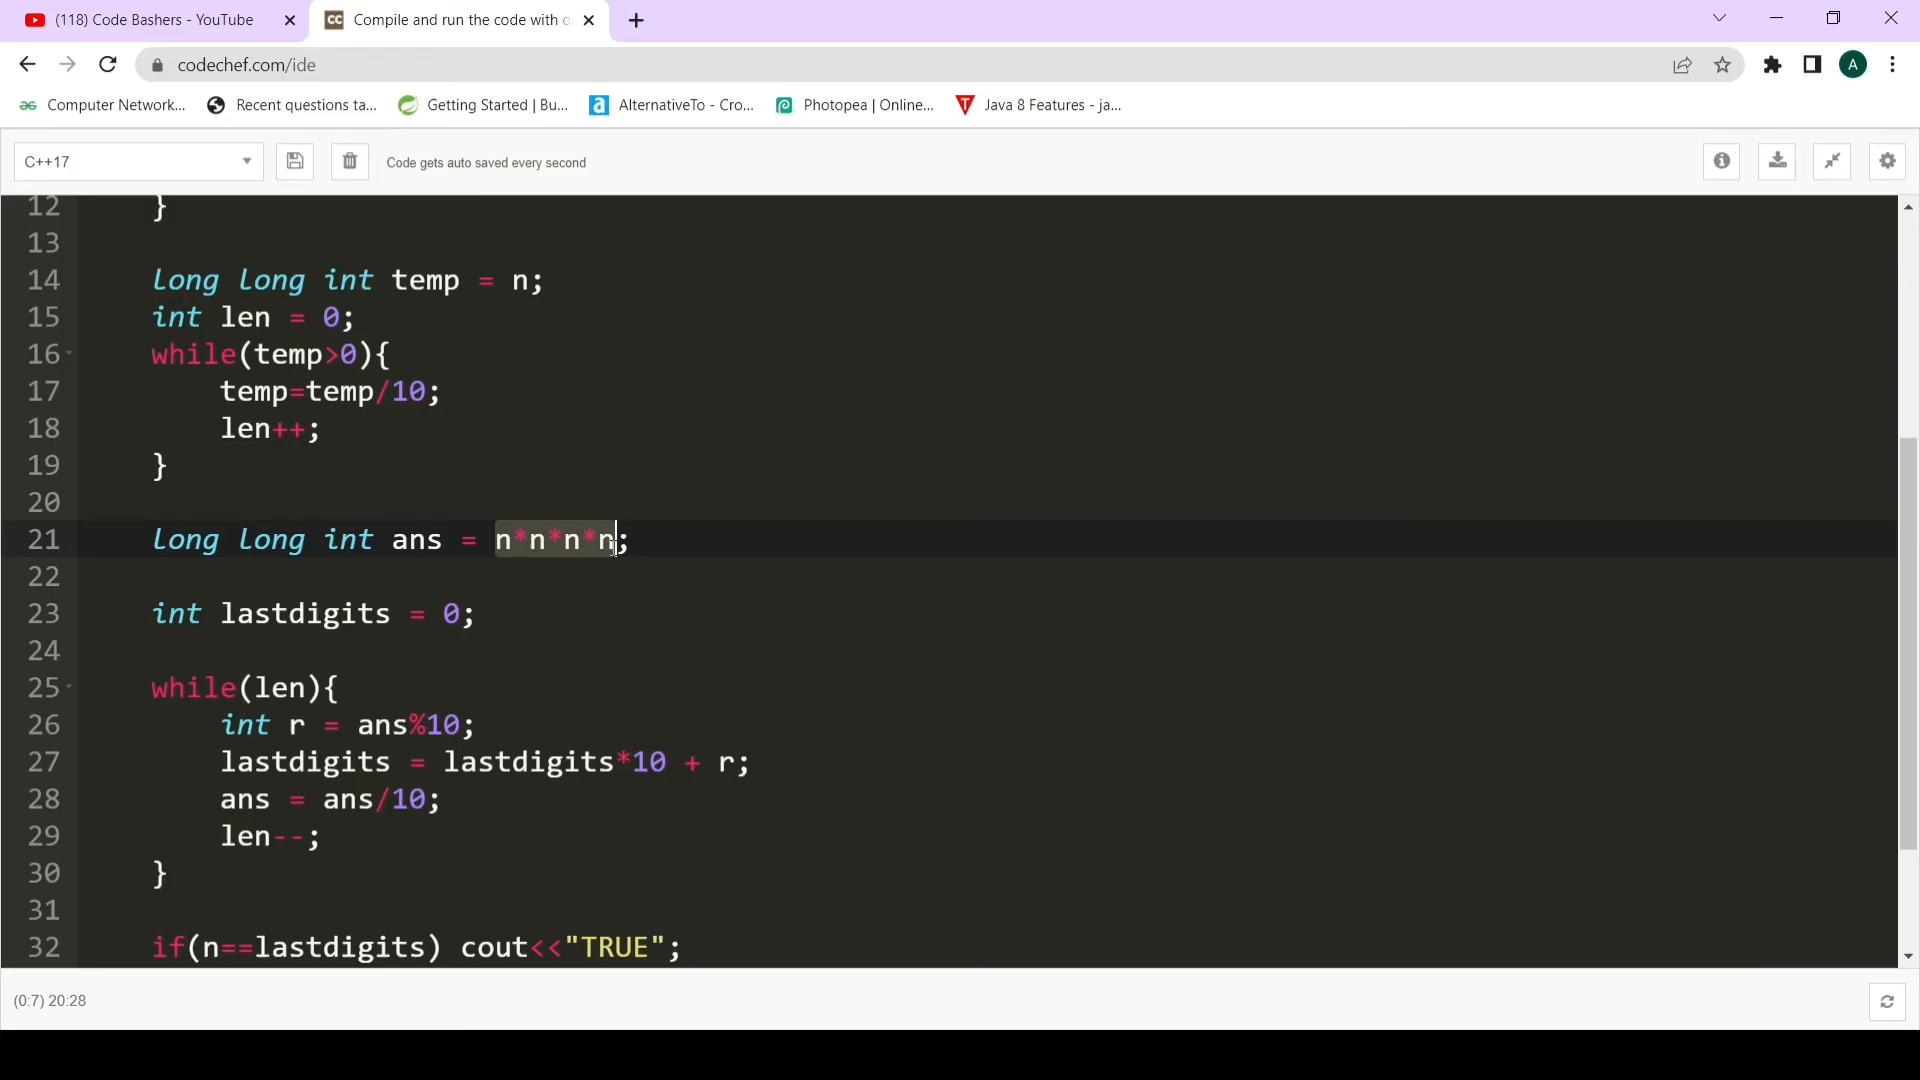 (118) Code Bashers - YouTube
Compile and run the code with o
codechef.com/ide
A
Computer Network...
Recent questions ta...
Getting Started | Bu...
AlternativeTo - Cro...
Photopea | Online...
Java 8 Features - ja...
C++17
Code gets auto saved every second
12 }
13
14 long long int temp = n;
15 int len = 0;
16 while(temp>0){
17 temp=temp/10;
18 len++;
19 }
20
21 long long int ans = n*n*n*n;
22
23 int lastdigits = 0;
24
25 while(len){
26 int r = ans%10;
27 lastdigits = lastdigits*10 + r;
28 ans = ans/10;
29 len--;
30 }
31
32 if(n==lastdigits) cout<<"TRUE";
(0:7) 20:28